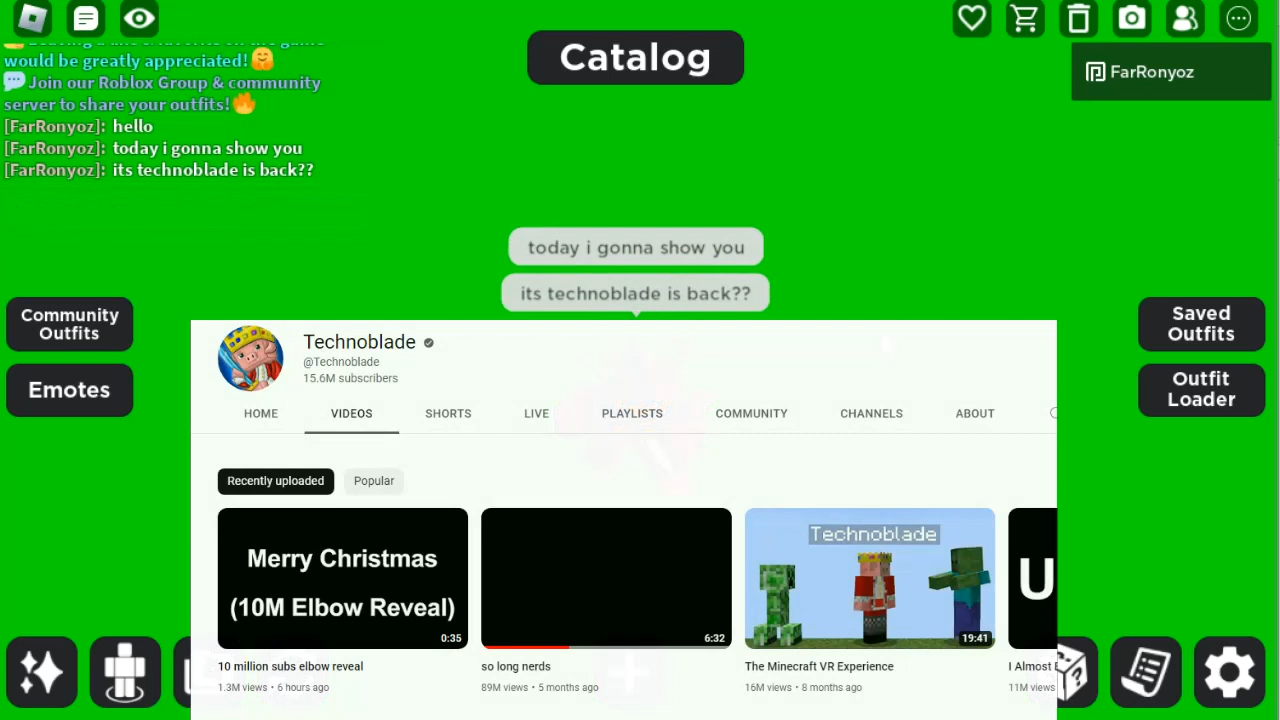 would be greatly appreciated!
Join our Roblox Group & community
server to share your outfits!
[FarRonyoz]: hello
[FarRonyoz]: today i gonna show you
[FarRonyoz]: its technoblade is back??
Catalog
FarRonyoz
today i gonna show you
its technoblade is back??
Community
Outfits
Emotes
Saved
Outfits
Outfit
Loader
Technoblade
@Technoblade
15.6M subscribers
HOME VIDEOS SHORTS LIVE PLAYLISTS COMMUNITY CHANNELS ABOUT
Recently uploaded Popular
Merry Christmas
(10M Elbow Reveal)
0:35
6:32
Technoblade
19:41
U
10 million subs elbow reveal
1.3M views • 6 hours ago
so long nerds
89M views • 5 months ago
The Minecraft VR Experience
16M views • 8 months ago
I Almost
11M views